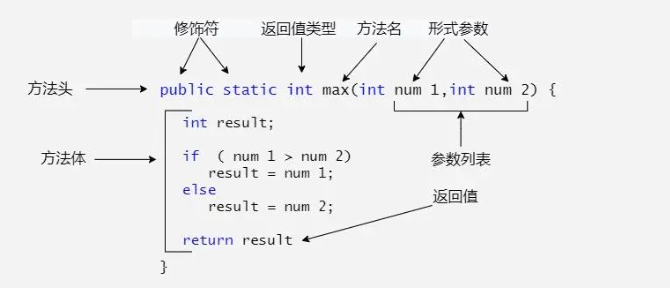 修饰符 返回值类型 方法名 形式参数
方法头 public static int max(int num 1,int num 2) {
int result;
方法体 if ( num 1 > num 2)
参数列表
result = num 1;
else
返回值
result = num 2;
return result
}